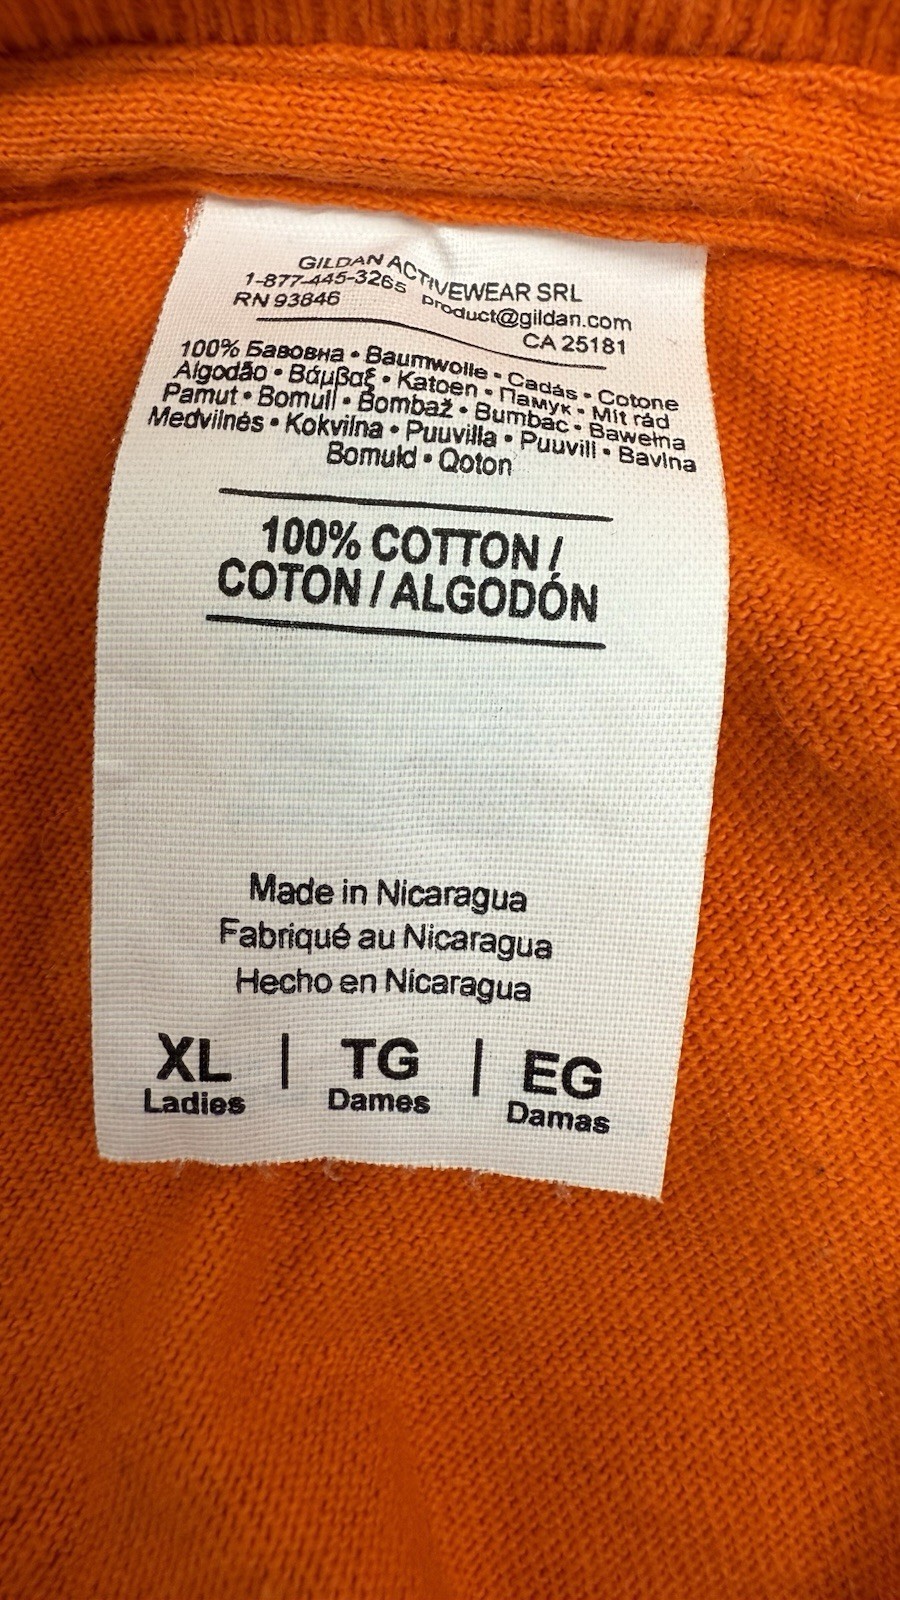 GILDAN ACTIVEWEAR SRL
1-877-445-3265 product@gildan.com
RN 93846 CA 25181
100% Бавовна • Baumwolle • Cadás • Cotone
Algodão • Βάμβαξ • Katoen • Памук • Mit rád
Pamut • Bomull • Bombaž • Bumbac • Bawełna
Medvilnės • Kokvilna • Puuvilla • Puuvill • Bavlna
Bomuld • Qoton
100% COTTON /
COTON / ALGODÓN
Made in Nicaragua
Fabriqué au Nicaragua
Hecho en Nicaragua
XL | TG | EG
Ladies Dames Damas